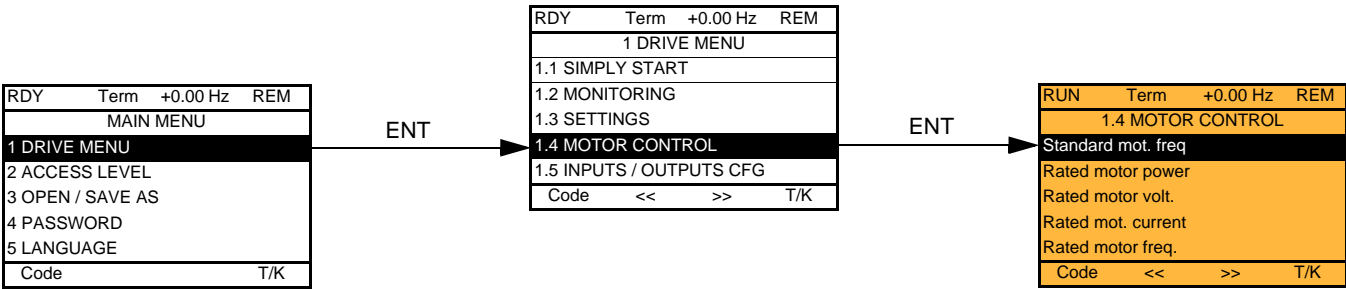 RDY Term +0.00 Hz REM
MAIN MENU
1 DRIVE MENU
2 ACCESS LEVEL
3 OPEN / SAVE AS
4 PASSWORD
5 LANGUAGE
Code T/K
ENT
RDY Term +0.00 Hz REM
1 DRIVE MENU
1.1 SIMPLY START
1.2 MONITORING
1.3 SETTINGS
1.4 MOTOR CONTROL
1.5 INPUTS / OUTPUTS CFG
Code << >> T/K
ENT
RUN Term +0.00 Hz REM
1.4 MOTOR CONTROL
Standard mot. freq
Rated motor power
Rated motor volt.
Rated mot. current
Rated motor freq.
Code << >> T/K